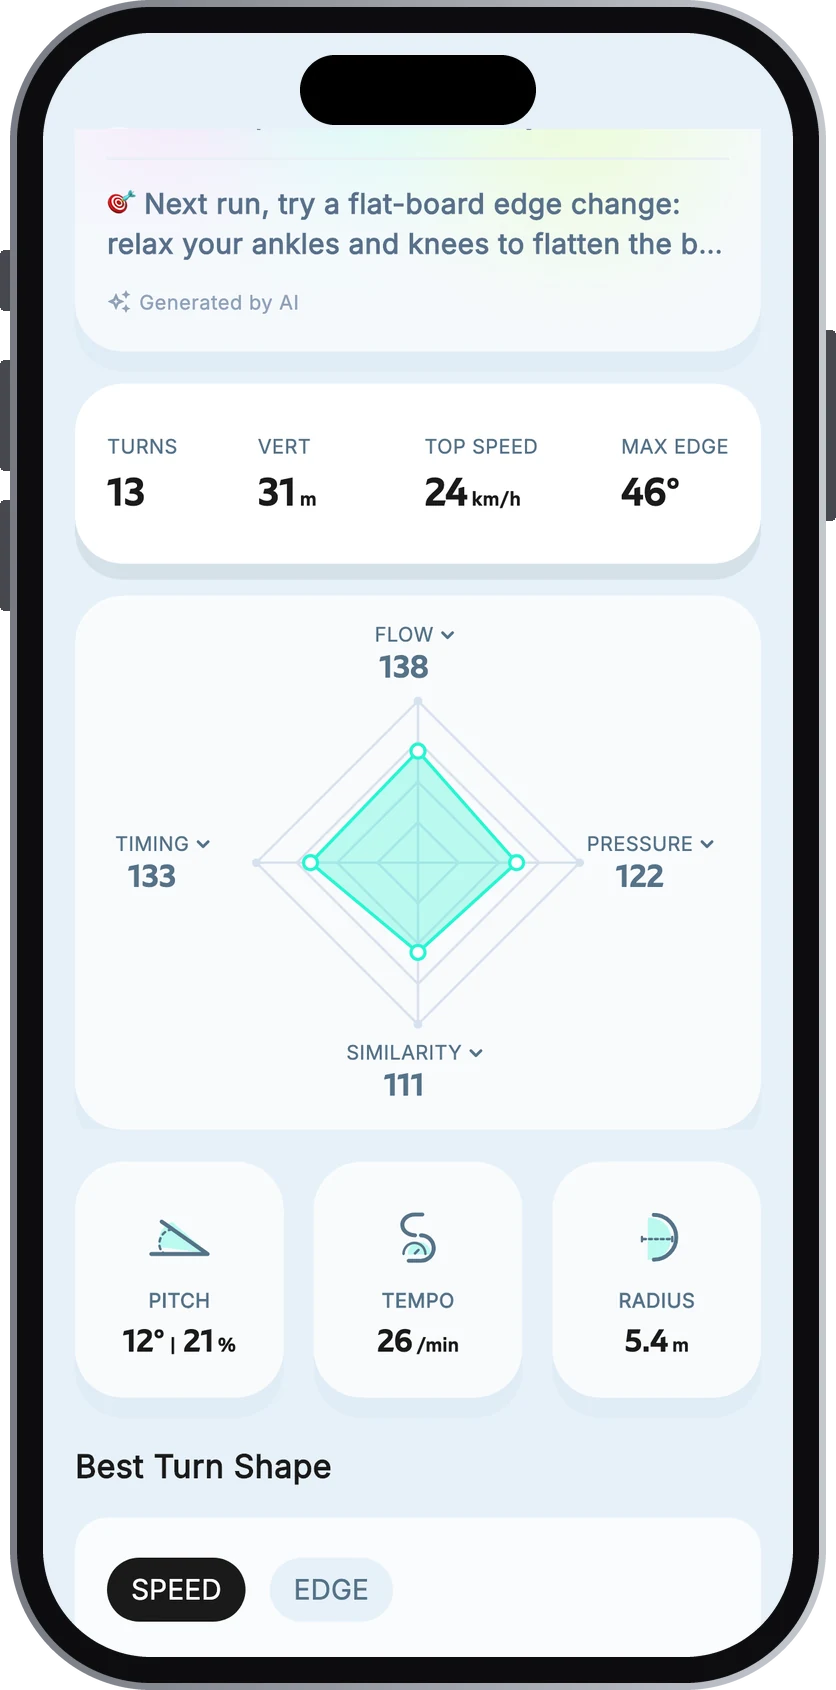 🎯 Next run, try a flat-board edge change:
relax your ankles and knees to flatten the b...
Generated by AI
TURNS VERT TOP SPEED MAX EDGE
13 31 m 24 km/h 46°
FLOW
138
TIMING PRESSURE
133 122
SIMILARITY
111
PITCH TEMPO RADIUS
12° | 21 % 26 /min 5.4 m
Best Turn Shape
SPEED EDGE